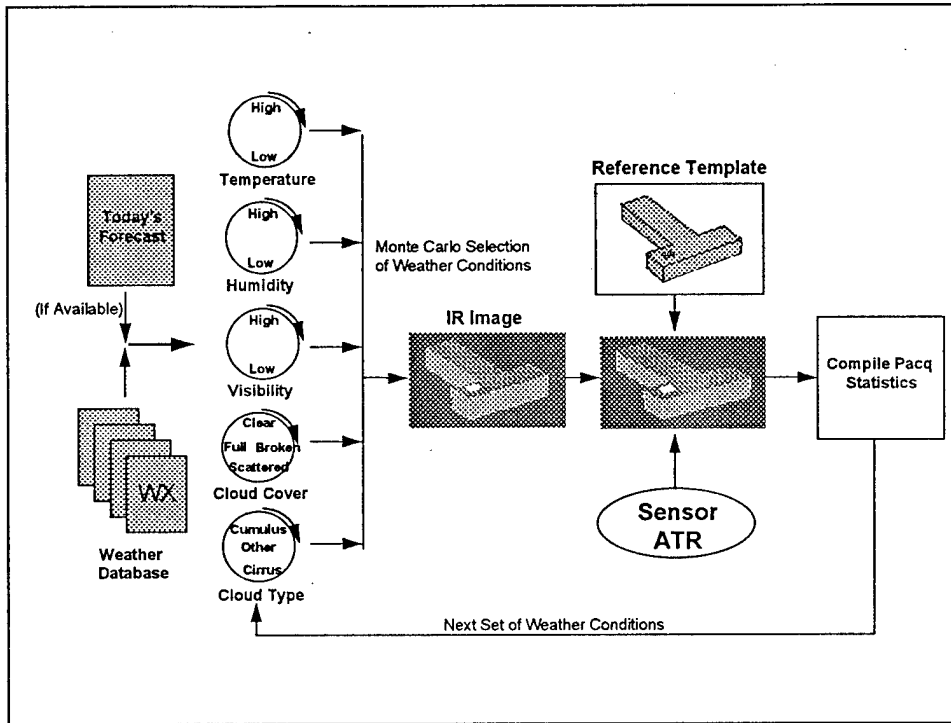 Today's
Forecast
(If Available)
WX
Weather
Database
High
Low
Temperature
High
Low
Humidity
High
Low
Visibility
Clear
Full Broken
Scattered
Cloud Cover
Cumulus
Other
Cirrus
Cloud Type
Monte Carlo Selection
of Weather Conditions
IR Image
Reference Template
Sensor
ATR
Compile Pacq
Statistics
Next Set of Weather Conditions